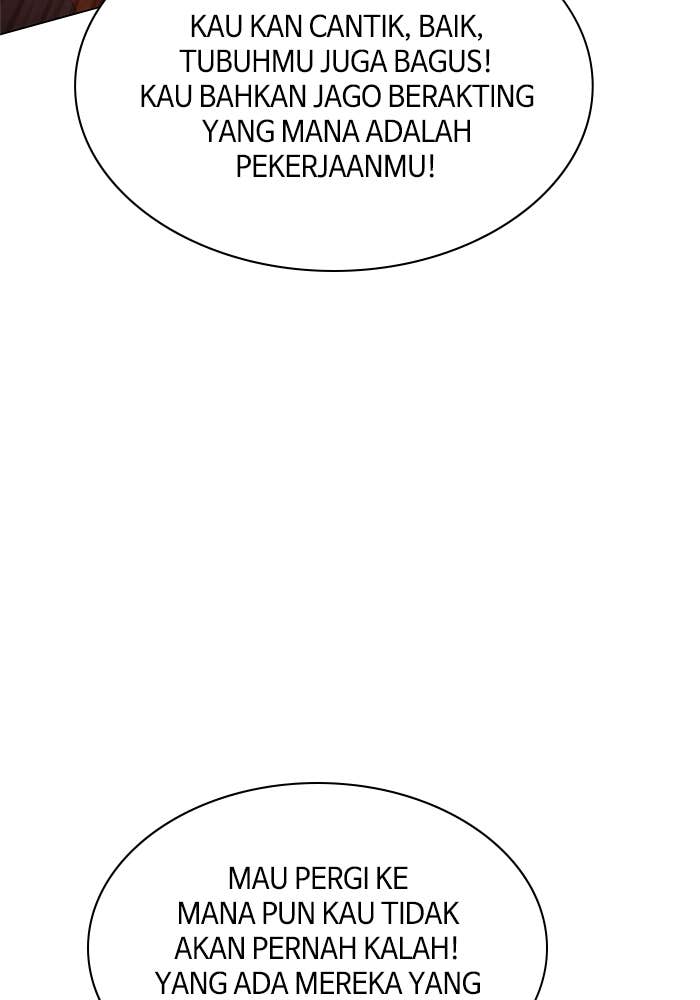 KAU KAN CANTIK, BAIK,
TUBUHMU JUGA BAGUS!
KAU BAHKAN JAGO BERAKTING
YANG MANA ADALAH
PEKERJAANMU!
MAU PERGI KE
MANA PUN KAU TIDAK
AKAN PERNAH KALAH!
YANG ADA MEREKA YANG